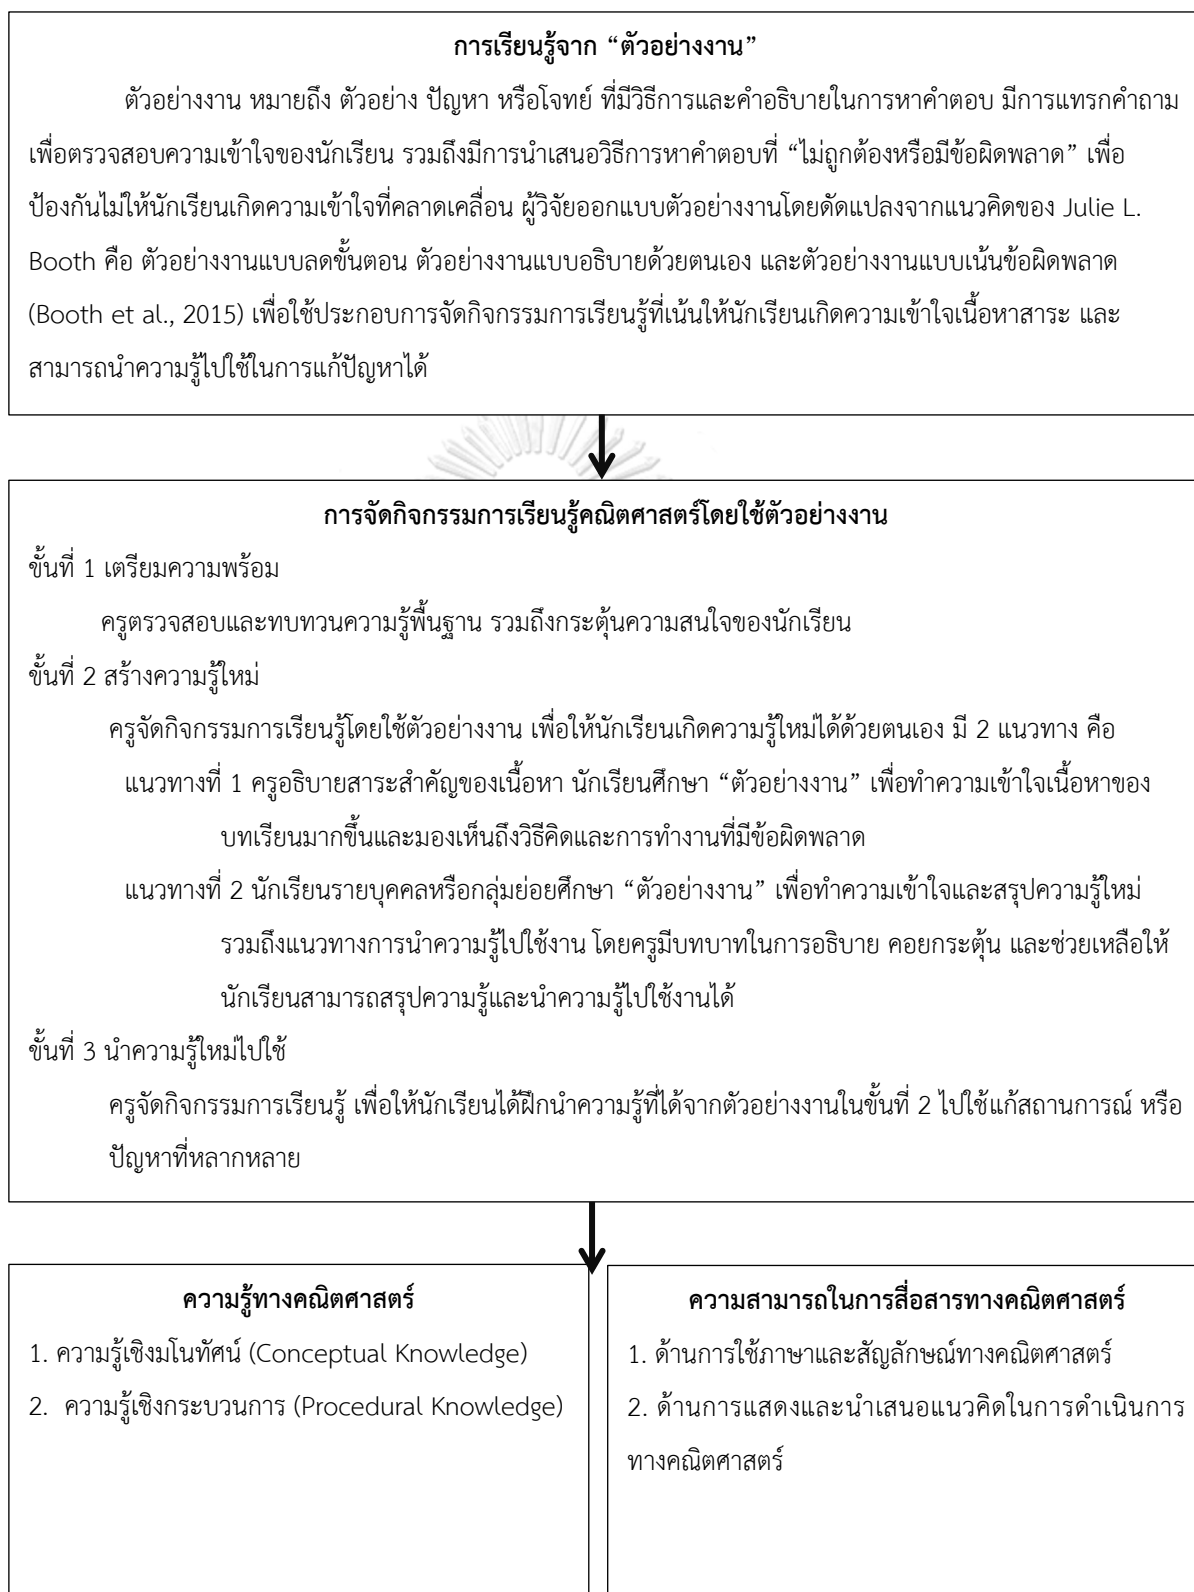 การเรียนรู้จาก “ตัวอย่างงาน”
ตัวอย่างงาน หมายถึง ตัวอย่าง ปัญหา หรือโจทย์ ที่มีวิธีการและคำอธิบายในการหาคำตอบ มีการแทรกคำถาม
เพื่อตรวจสอบความเข้าใจของนักเรียน รวมถึงมีการนำเสนอวิธีการหาคำตอบที่ “ไม่ถูกต้องหรือมีข้อผิดพลาด” เพื่อ
ป้องกันไม่ให้นักเรียนเกิดความเข้าใจที่คลาดเคลื่อน ผู้วิจัยออกแบบตัวอย่างงานโดยดัดแปลงจากแนวคิดของ Julie L.
Booth คือ ตัวอย่างงานแบบลดขั้นตอน ตัวอย่างงานแบบอธิบายด้วยตนเอง และตัวอย่างงานแบบเน้นข้อผิดพลาด
(Booth et al., 2015) เพื่อใช้ประกอบการจัดกิจกรรมการเรียนรู้ที่เน้นให้นักเรียนเกิดความเข้าใจเนื้อหาสาระ และ
สามารถนำความรู้ไปใช้ในการแก้ปัญหาได้
การจัดกิจกรรมการเรียนรู้คณิตศาสตร์โดยใช้ตัวอย่างงาน
ขั้นที่ 1 เตรียมความพร้อม
ครูตรวจสอบและทบทวนความรู้พื้นฐาน รวมถึงกระตุ้นความสนใจของนักเรียน
ขั้นที่ 2 สร้างความรู้ใหม่
ครูจัดกิจกรรมการเรียนรู้โดยใช้ตัวอย่างงาน เพื่อให้นักเรียนเกิดความรู้ใหม่ได้ด้วยตนเอง มี 2 แนวทาง คือ
แนวทางที่ 1 ครูอธิบายสาระสำคัญของเนื้อหา นักเรียนศึกษา “ตัวอย่างงาน” เพื่อทำความเข้าใจเนื้อหาของ
บทเรียนมากขึ้นและมองเห็นถึงวิธีคิดและการทำงานที่มีข้อผิดพลาด
แนวทางที่ 2 นักเรียนรายบุคคลหรือกลุ่มย่อยศึกษา “ตัวอย่างงาน” เพื่อทำความเข้าใจและสรุปความรู้ใหม่
รวมถึงแนวทางการนำความรู้ไปใช้งาน โดยครูมีบทบาทในการอธิบาย คอยกระตุ้น และช่วยเหลือให้
นักเรียนสามารถสรุปความรู้และนำความรู้ไปใช้งานได้
ขั้นที่ 3 นำความรู้ใหม่ไปใช้
ครูจัดกิจกรรมการเรียนรู้ เพื่อให้นักเรียนได้ฝึกนำความรู้ที่ได้จากตัวอย่างงานในขั้นที่ 2 ไปใช้แก้สถานการณ์ หรือ
ปัญหาที่หลากหลาย
ความรู้ทางคณิตศาสตร์
1. ความรู้เชิงมโนทัศน์ (Conceptual Knowledge)
2. ความรู้เชิงกระบวนการ (Procedural Knowledge)
ความสามารถในการสื่อสารทางคณิตศาสตร์
1. ด้านการใช้ภาษาและสัญลักษณ์ทางคณิตศาสตร์
2. ด้านการแสดงและนำเสนอแนวคิดในการดำเนินการ
ทางคณิตศาสตร์